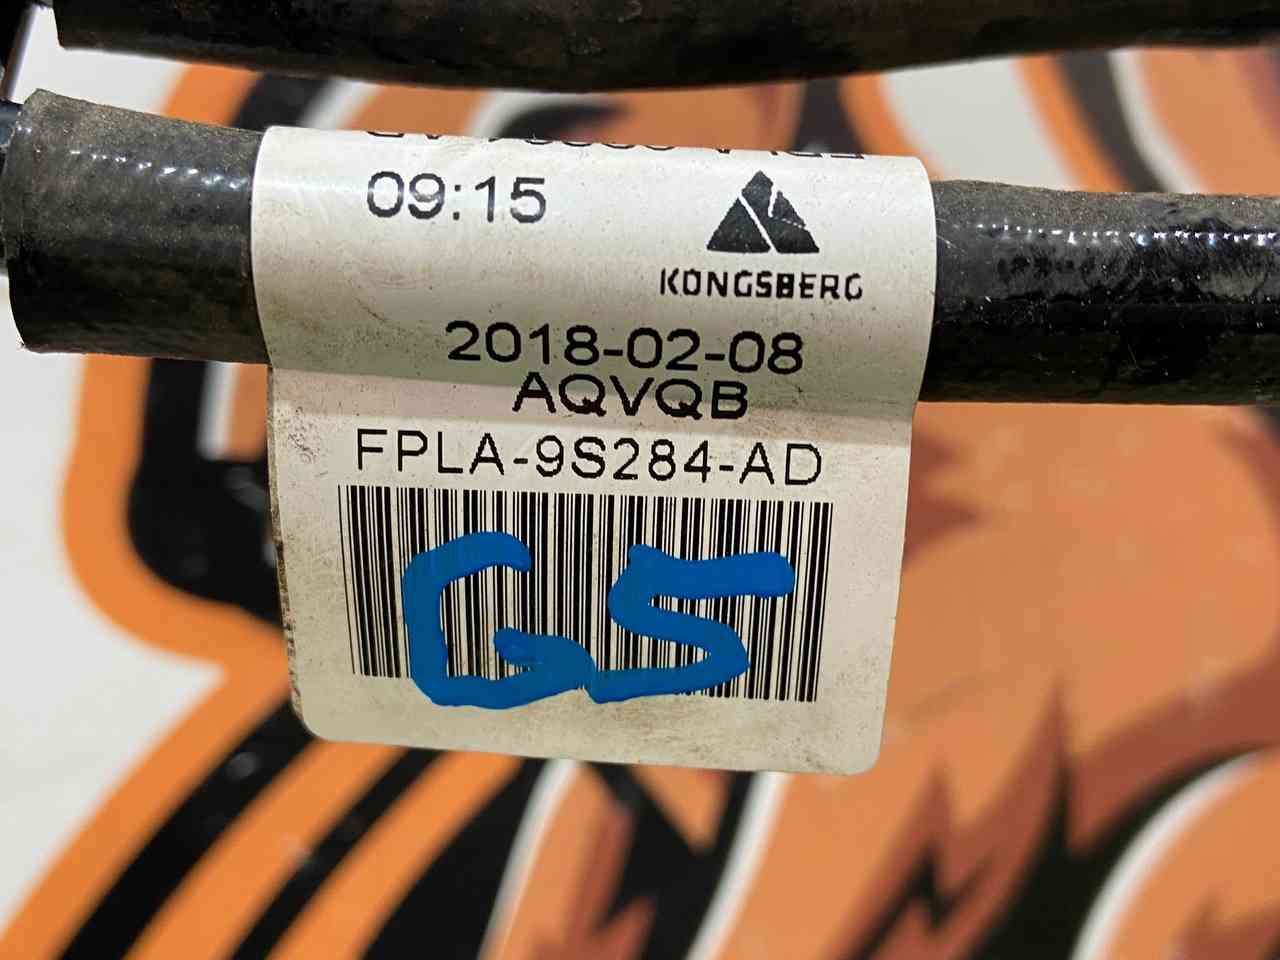 09:15
KONGSBERG
2018-02-08
AQVQB
FPLA-9S284-AD
G5